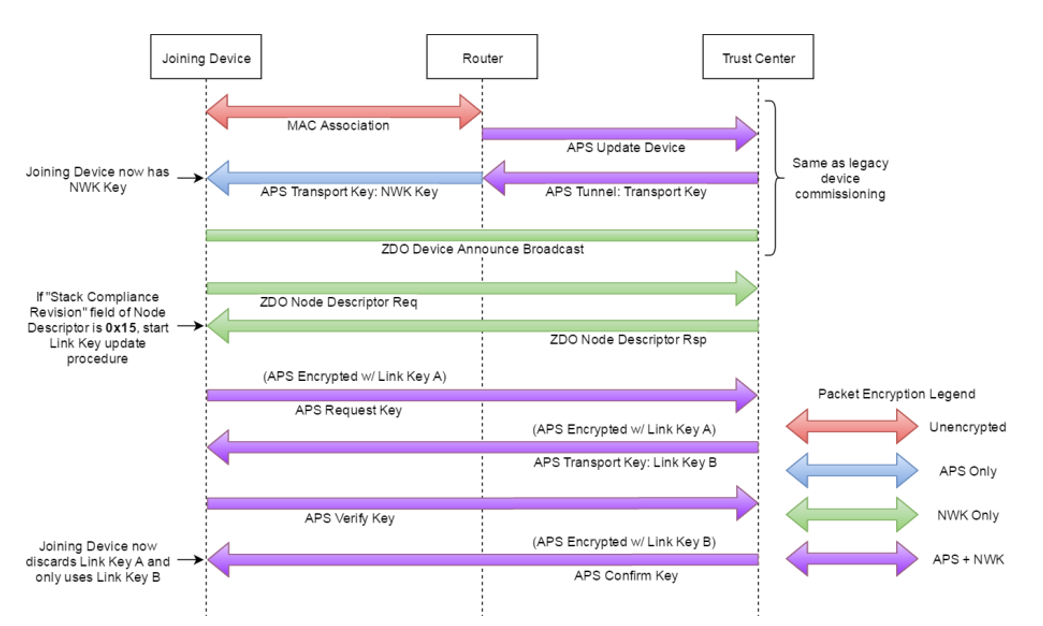 Joining Device
Router
Trust Center
MAC Association
APS Update Device
Joining Device now has
NWK Key
APS Transport Key: NWK Key
APS Tunnel: Transport Key
Same as legacy
device
commissioning
ZDO Device Announce Broadcast
If "Stack Compliance
Revision" field of Node
Descriptor is 0x15, start
Link Key update
procedure
ZDO Node Descriptor Req
ZDO Node Descriptor Rsp
(APS Encrypted w/ Link Key A)
APS Request Key
(APS Encrypted w/ Link Key A)
APS Transport Key: Link Key B
APS Verify Key
Joining Device now
discards Link Key A and
only uses Link Key B
(APS Encrypted w/ Link Key B)
APS Confirm Key
Packet Encryption Legend
Unencrypted
APS Only
NWK Only
APS + NWK